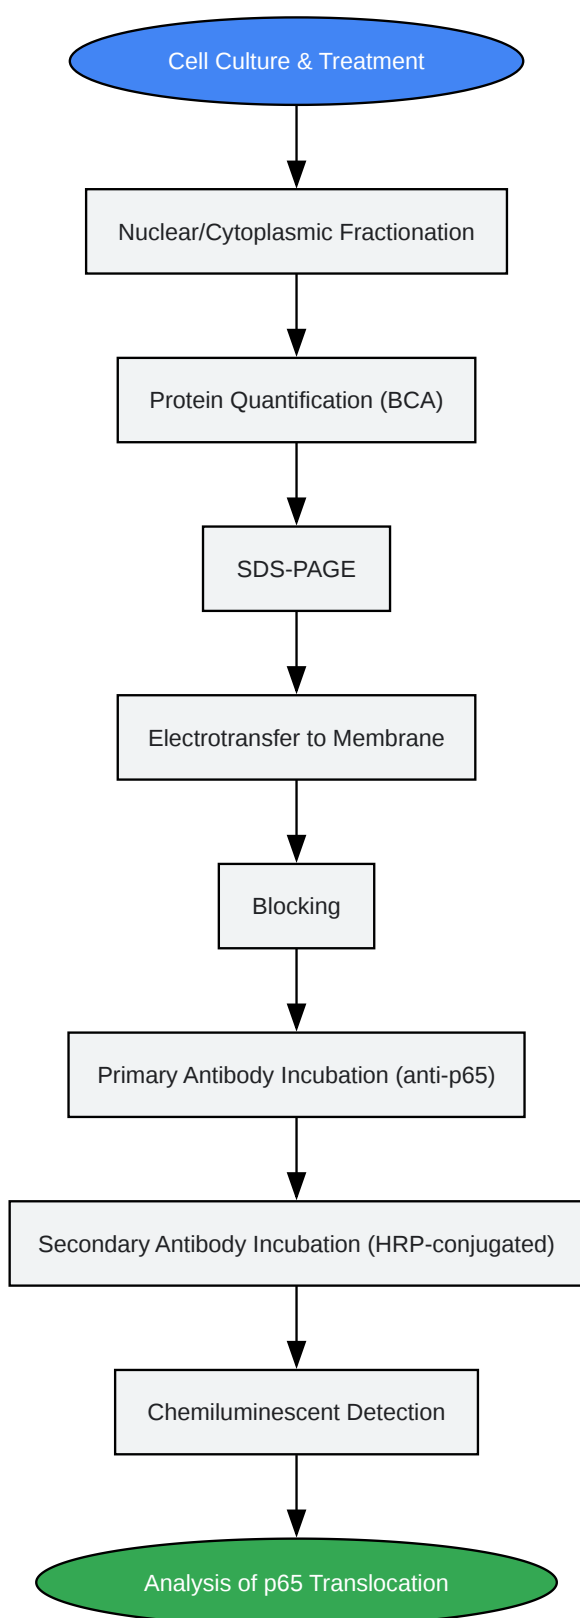 Cell Culture & Treatment
Nuclear/Cytoplasmic Fractionation
Protein Quantification (BCA)
SDS-PAGE
Electrotransfer to Membrane
Blocking
Primary Antibody Incubation (anti-p65)
Secondary Antibody Incubation (HRP-conjugated)
Chemiluminescent Detection
Analysis of p65 Translocation